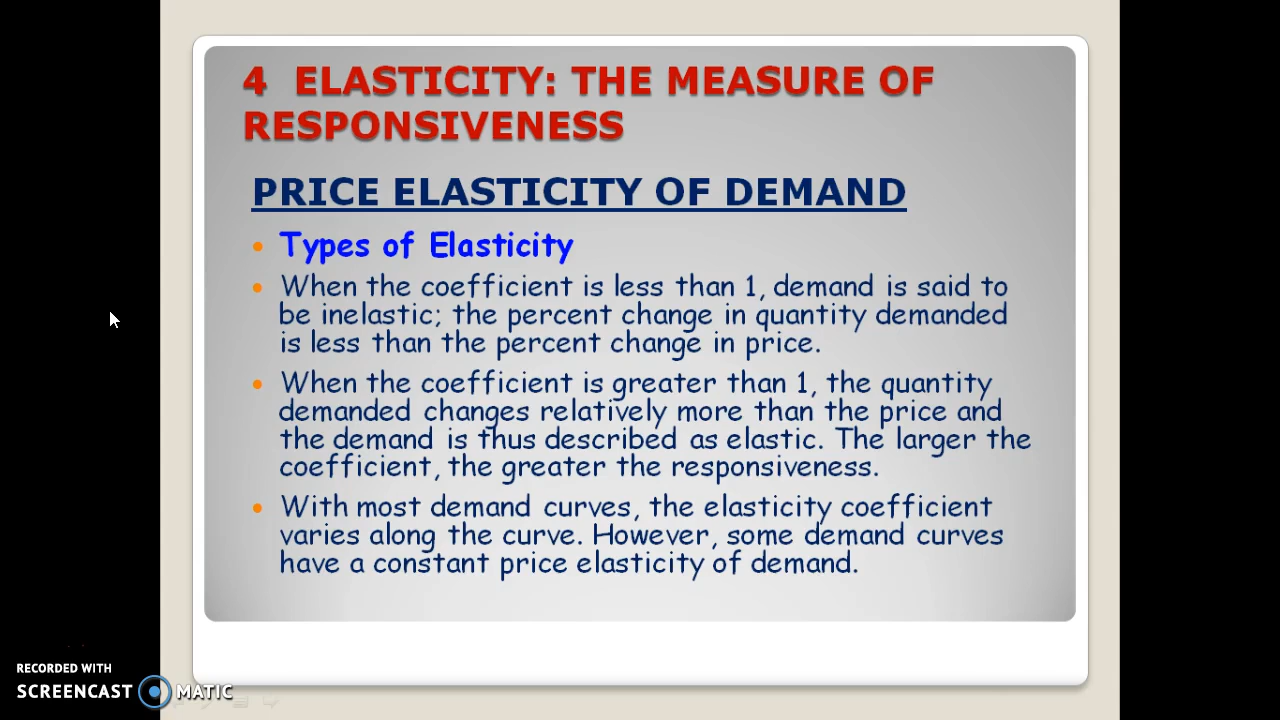 4 ELASTICITY: THE MEASURE OF
RESPONSIVENESS
PRICE ELASTICITY OF DEMAND
• Types of Elasticity
• When the coefficient is less than 1, demand is said to
be inelastic; the percent change in quantity demanded
is less than the percent change in price.
• When the coefficient is greater than 1, the quantity
demanded changes relatively more than the price and
the demand is thus described as elastic. The larger the
coefficient, the greater the responsiveness.
• With most demand curves, the elasticity coefficient
varies along the curve. However, some demand curves
have a constant price elasticity of demand.
RECORDED WITH
SCREENCAST MATIC